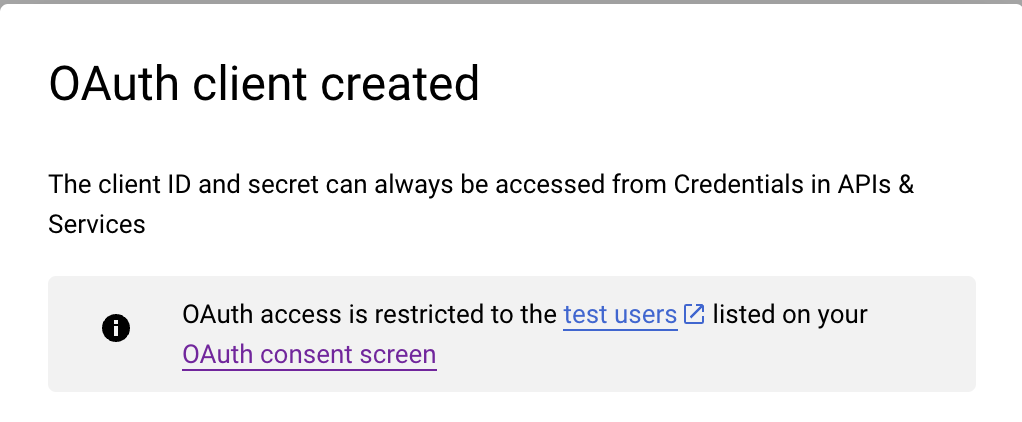 OAuth client created
The client ID and secret can always be accessed from Credentials in APIs &
Services
OAuth access is restricted to the test users listed on your
OAuth consent screen